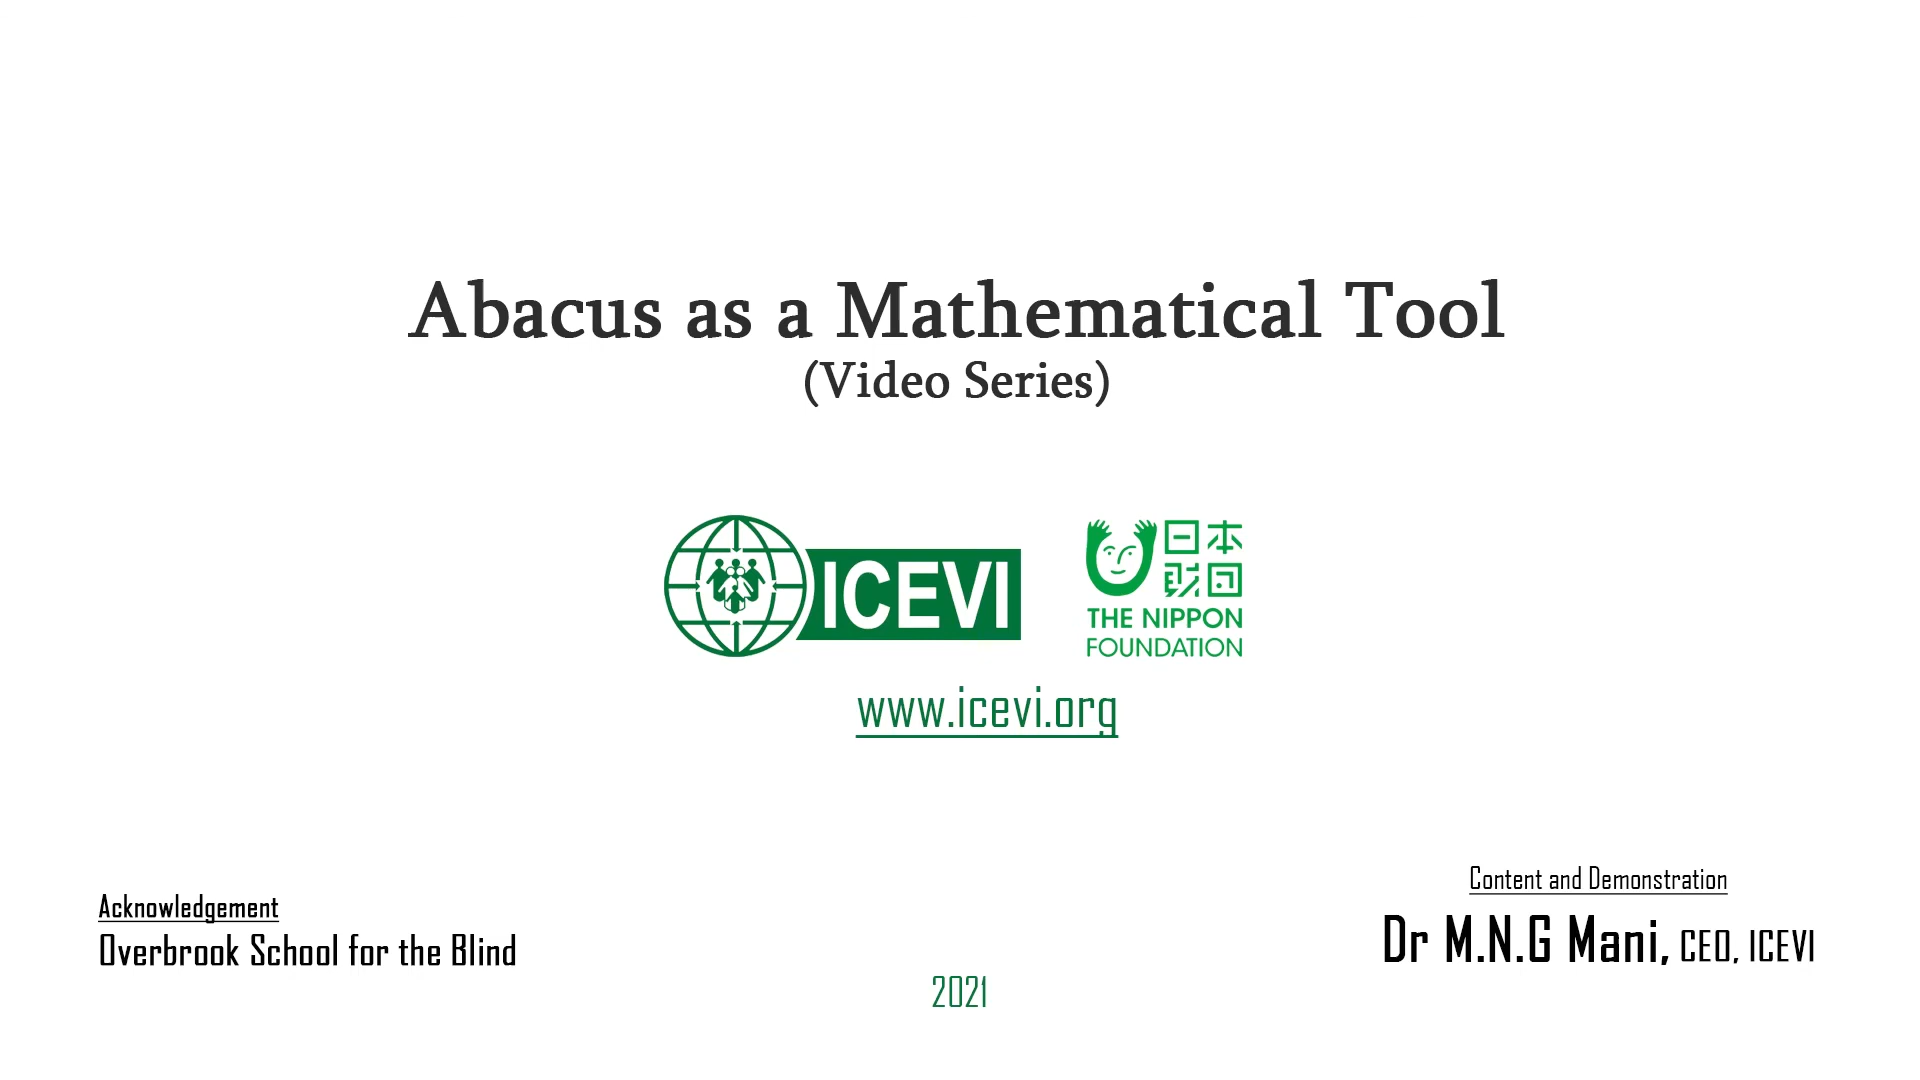 Abacus as a Mathematical Tool
(Video Series)
ICEVI
日本
財団
THE NIPPON
FOUNDATION
www.icevi.org
Acknowledgement
Overbrook School for the Blind
Content and Demonstration
Dr M.N.G Mani, CEO, ICEVI
2021